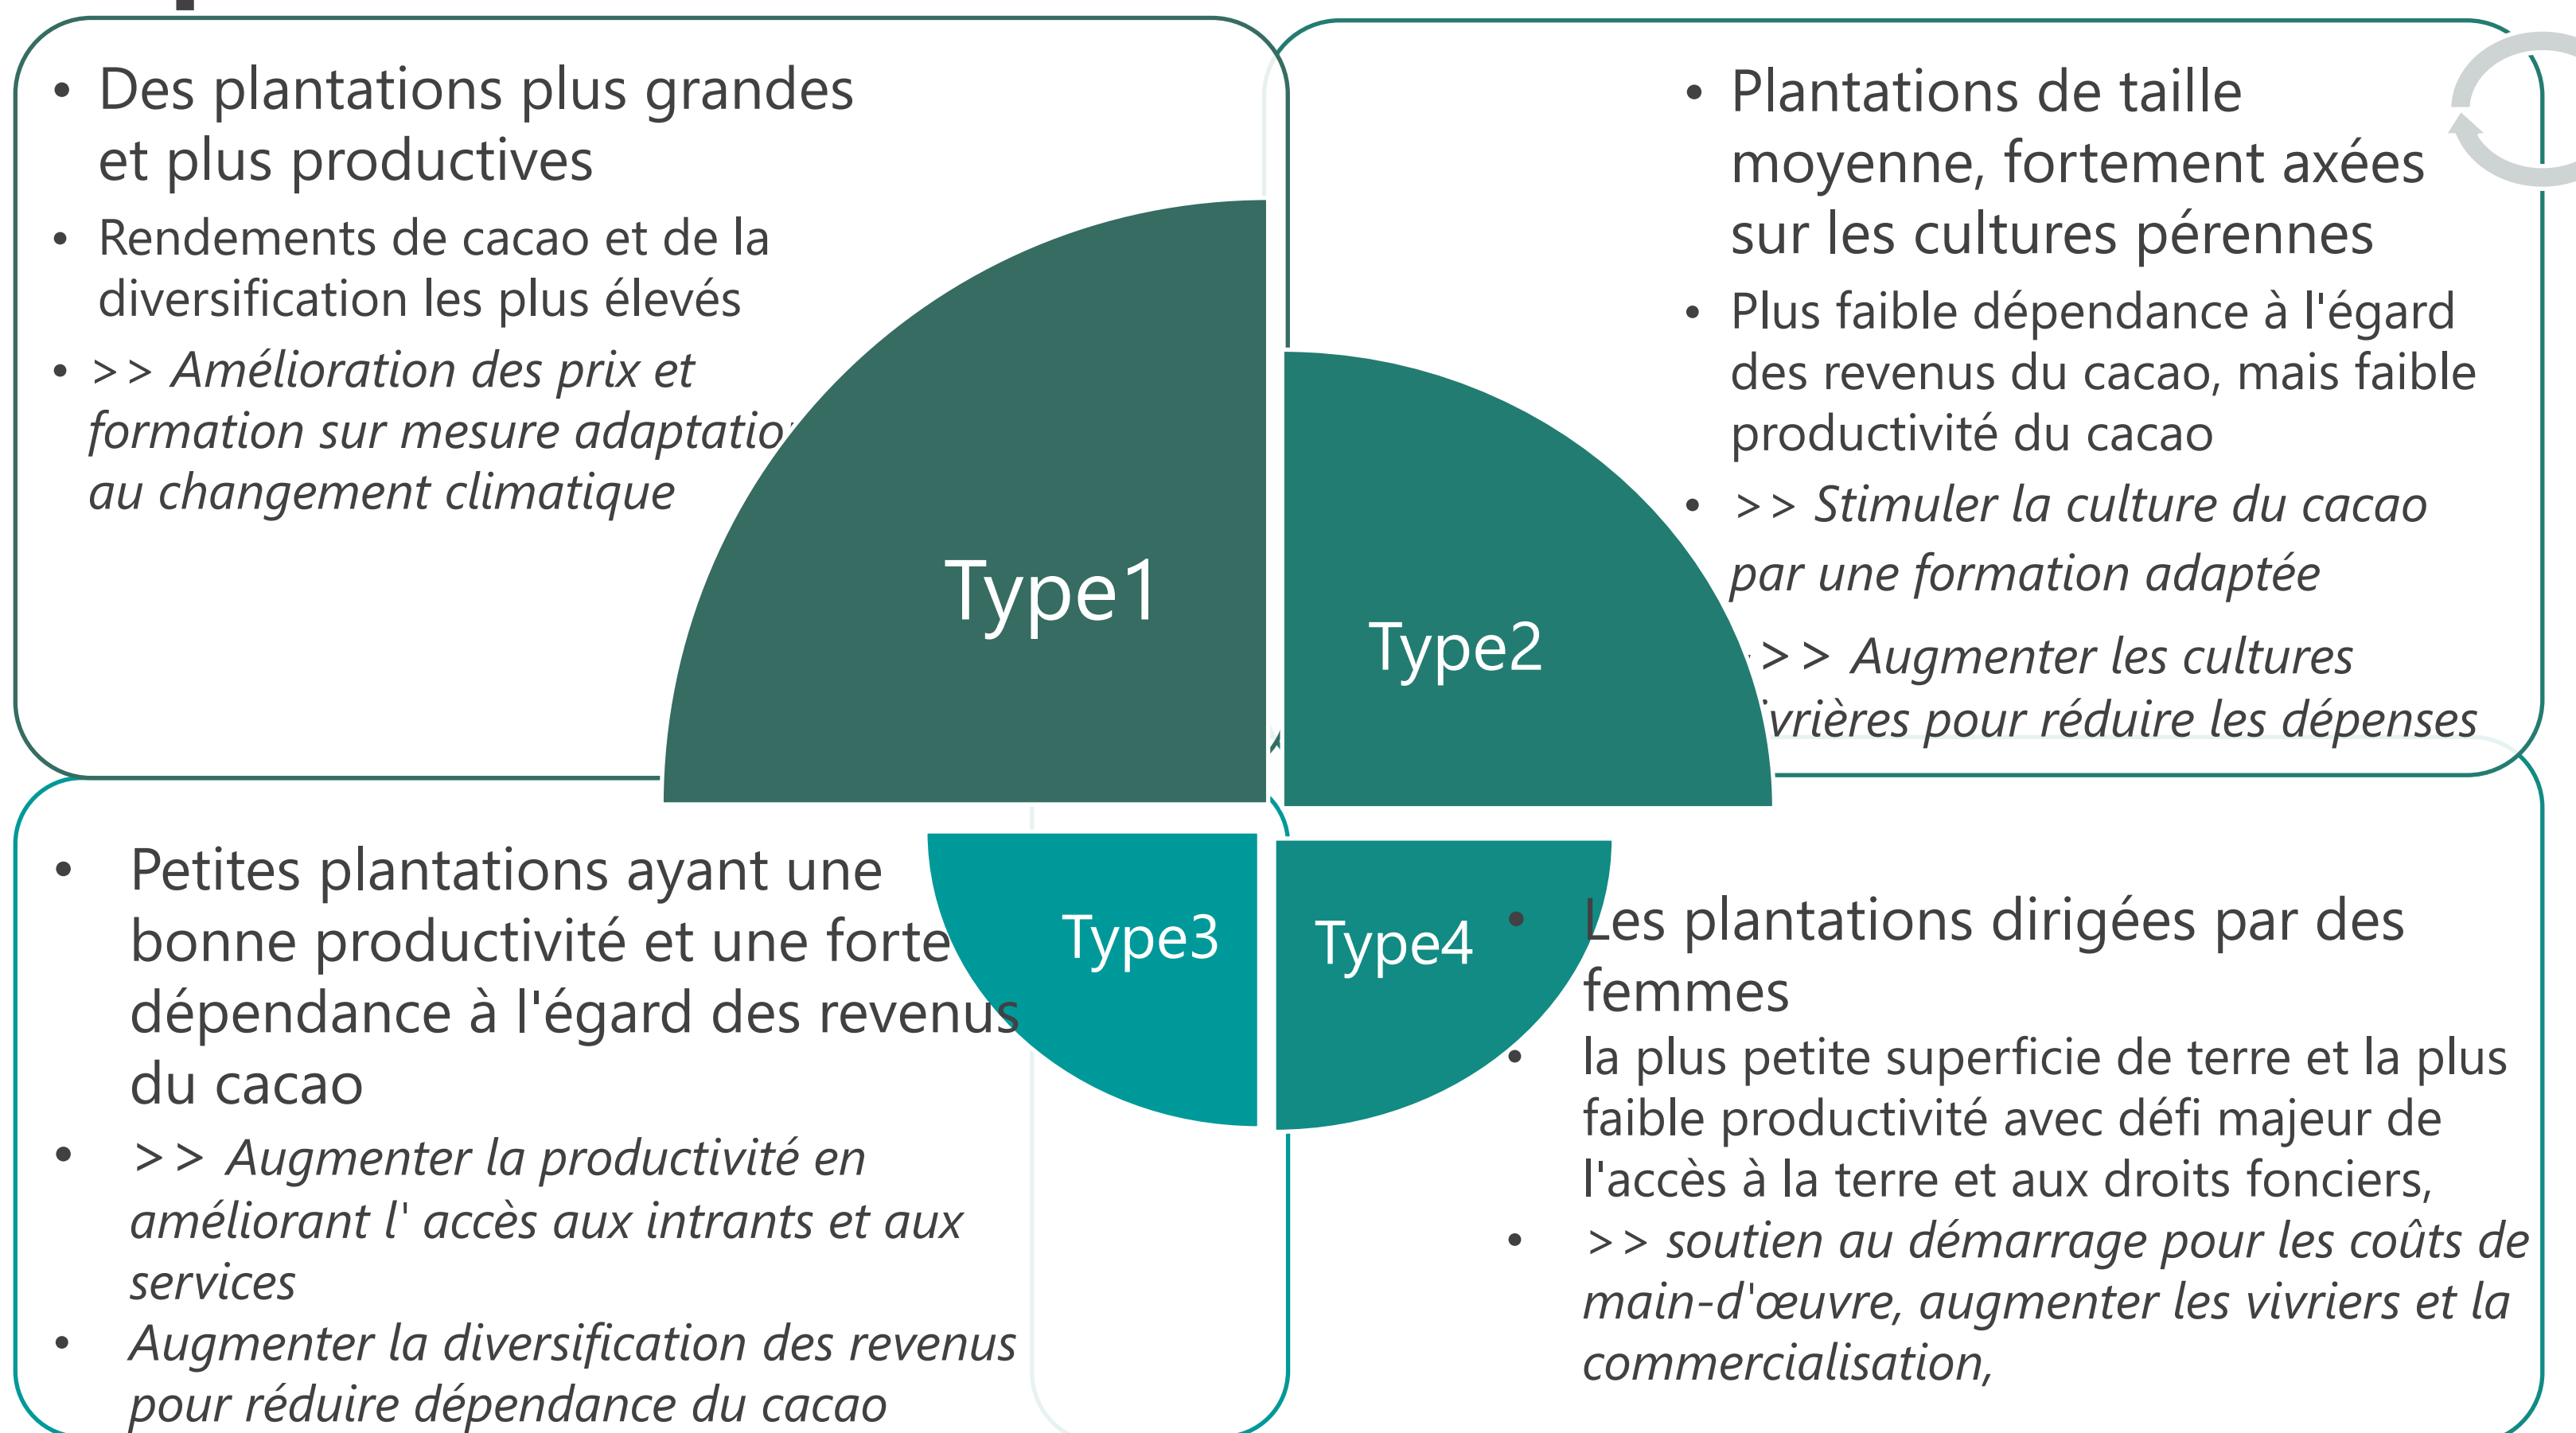 • Des plantations plus grandes
et plus productives
• Rendements de cacao et de la
diversification les plus élevés
• >> Amélioration des prix et
formation sur mesure
au changement climatique
Type1
• Plantations de taille
moyenne, fortement axées
sur les cultures pérennes
• Plus faible dépendance à l'égard
des revenus du cacao, mais faible
productivité du cacao
• >> Stimuler la culture du cacao
par une formation adaptée
>> Augmenter les cultures
pour réduire les dépenses
Type2
• Petites plantations ayant une
bonne productivité et une forte
dépendance à l'égard des revenus
du cacao
• >> Augmenter la productivité en
améliorant l' accès aux intrants et aux
services
• Augmenter la diversification des revenus
pour réduire dépendance du cacao
Type3
Type4
• Les plantations dirigées par des
femmes
• la plus petite superficie de terre et la plus
faible productivité avec défi majeur de
l'accès à la terre et aux droits fonciers,
• >> soutien au démarrage pour les coûts de
main-d'œuvre, augmenter les vivriers et la
commercialisation,